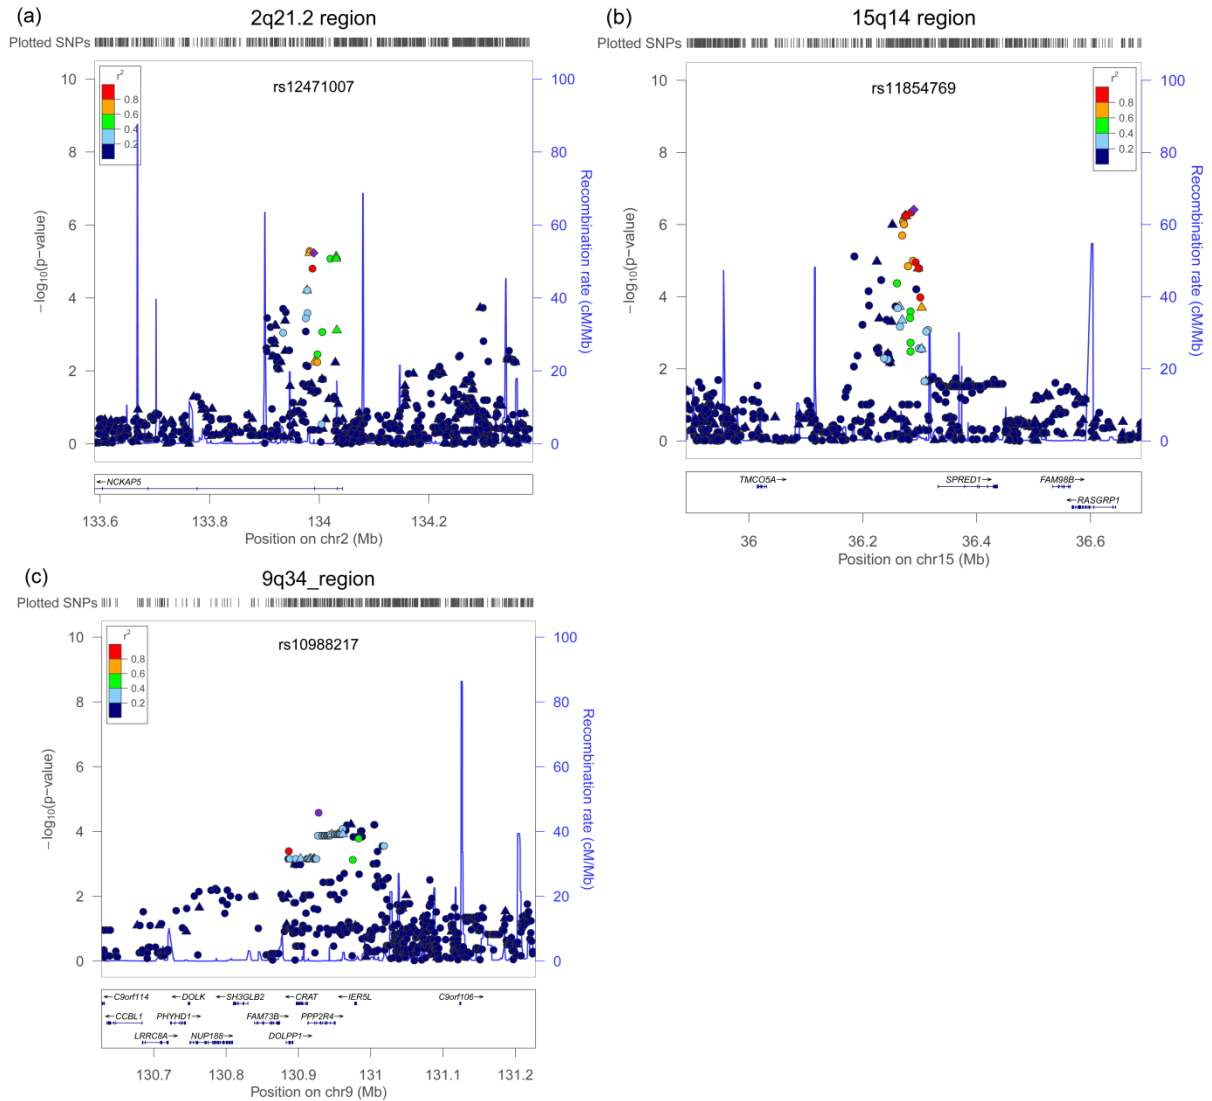 (a)
2q21.2 region
Plotted SNPs
r2
0.8
0.6
0.4
0.2
rs12471007
10
8
6
4
2
0
−log10(p−value)
100
80
60
40
20
0
Recombination rate (cM/Mb)
←NCKAP5
133.6 133.8 134 134.2
Position on chr2 (Mb)
(b)
15q14 region
Plotted SNPs
rs11854769
r2
0.8
0.6
0.4
0.2
10
8
6
4
2
0
−log10(p−value)
100
80
60
40
20
0
Recombination rate (cM/Mb)
TMCO5A→ SPRED1→ FAM98B→
←RASGRP1
36 36.2 36.4 36.6
Position on chr15 (Mb)
(c)
9q34_region
Plotted SNPs
r2
0.8
0.6
0.4
0.2
rs10988217
10
8
6
4
2
0
−log10(p−value)
100
80
60
40
20
0
Recombination rate (cM/Mb)
←C9orf114 ←DOLK ←SH3GLB2 ←CRAT ←IER5L C9orf106→
←CCBL1 PHYHD1→ FAM73B→ PPP2R4→
LRRC8A→ NUP188→ DOLPP1→
130.7 130.8 130.9 131 131.1 131.2
Position on chr9 (Mb)